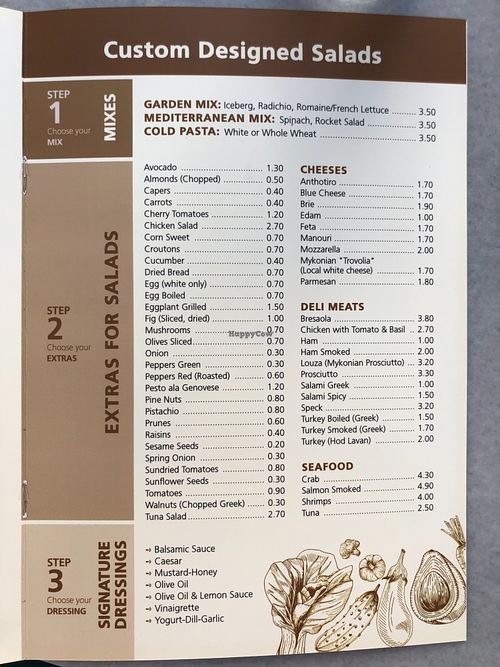 Custom Designed Salads
STEP
1
Choose your
MIX
MIXES
GARDEN MIX: Iceberg, Radichio, Romaine/French Lettuce .......... 3.50
MEDITERRANEAN MIX: Spinach, Rocket Salad .......... 3.50
COLD PASTA: White or Whole Wheat .......... 3.50
STEP
2
Choose your
EXTRAS
EXTRAS FOR SALADS
Avocado .......... 1.30
Almonds (Chopped) .......... 0.50
Capers .......... 0.40
Carrots .......... 0.40
Cherry Tomatoes .......... 1.20
Chicken Salad .......... 2.70
Corn Sweet .......... 0.70
Croutons .......... 0.70
Cucumber .......... 0.40
Dried Bread .......... 0.70
Egg (white only) .......... 0.70
Egg Boiled .......... 0.70
Eggplant Grilled .......... 1.50
Fig (Sliced, dried) .......... 1.00
Mushrooms .......... 0.70
Olives Sliced .......... 0.70
Onion .......... 0.30
Peppers Green .......... 0.30
Peppers Red (Roasted) .......... 0.60
Pesto ala Genovese .......... 1.20
Pine Nuts .......... 0.80
Pistachio .......... 0.80
Prunes .......... 0.60
Raisins .......... 0.40
Sesame Seeds .......... 0.20
Spring Onion .......... 0.30
Sundried Tomatoes .......... 0.80
Sunflower Seeds .......... 0.30
Tomatoes .......... 0.90
Walnuts (Chopped Greek) .......... 0.30
Tuna Salad .......... 2.70
CHEESES
Anthotiro .......... 1.70
Blue Cheese .......... 1.70
Brie .......... 1.90
Edam .......... 1.00
Feta .......... 1.70
Manouri .......... 1.70
Mozzarella .......... 2.00
Mykonian "Trovolia"
(Local white cheese) .......... 1.70
Parmesan .......... 1.80
DELI MEATS
Bresaola .......... 3.80
Chicken with Tomato & Basil .. 2.70
Ham .......... 1.00
Ham Smoked .......... 2.00
Louza (Mykonian Prosciutto) ... 3.20
Prosciutto .......... 3.30
Salami Greek .......... 1.00
Salami Spicy .......... 1.50
Speck .......... 3.20
Turkey Boiled (Greek) .......... 1.50
Turkey Smoked (Greek) .......... 1.70
Turkey (Hod Lavan) .......... 2.00
SEAFOOD
Crab .......... 4.30
Salmon Smoked .......... 4.90
Shrimps .......... 4.00
Tuna .......... 2.50
HappyCow
STEP
3
Choose your
DRESSING
SIGNATURE
DRESSINGS
Balsamic Sauce
Caesar
Mustard-Honey
Olive Oil
Olive Oil & Lemon Sauce
Vinaigrette
Yogurt-Dill-Garlic